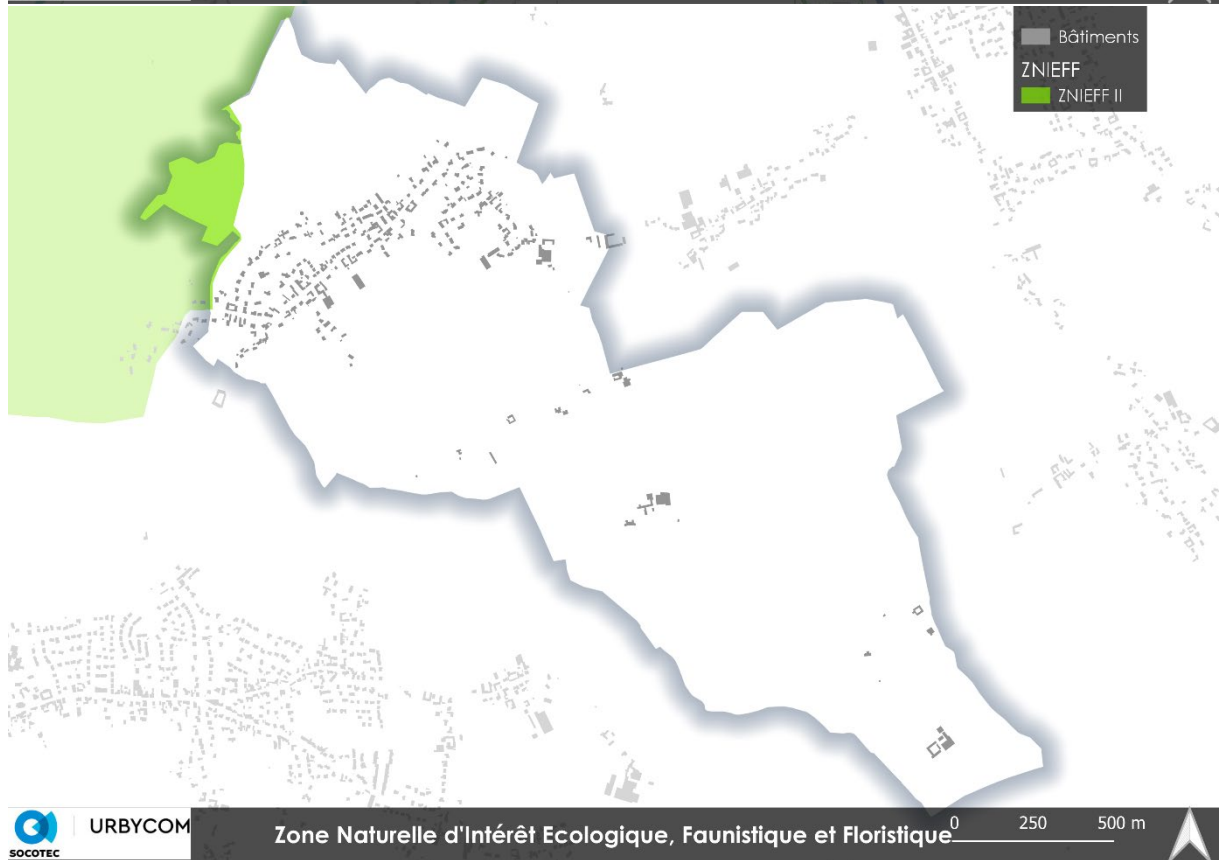 Bâtiments
ZNIEFF
ZNIEFF II
SOCOTEC
URBYCOM
Zone Naturelle d'Intérêt Ecologique, Faunistique et Floristique
0 250 500 m